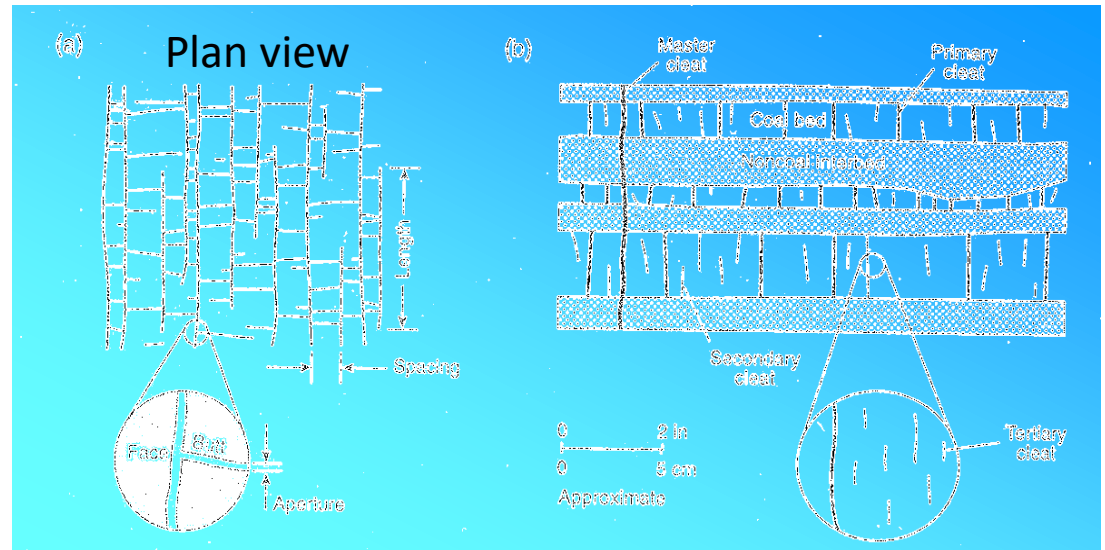 (a)
Plan view
Length
Spacing
Face
Butt
Aperture
(b)
Master
cleat
Primary
cleat
Coal bed
Noncoal interbed
Secondary
cleat
Tertiary
cleat
0 2 in
0 5 cm
Approximate